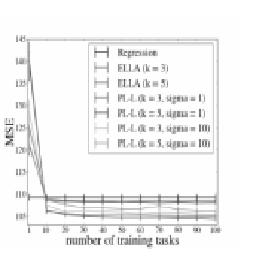 145
140
135
130
125
120
115
110
105
MSE
Regression
ELLA (k = 3)
ELLA (k = 5)
PL-L (k = 3, sigma = 1)
PL-L (k = 5, sigma = 1)
PL-L (k = 3, sigma = 10)
PL-L (k = 5, sigma = 10)
1 10 20 30 40 50 60 70 80 90 100
number of training tasks